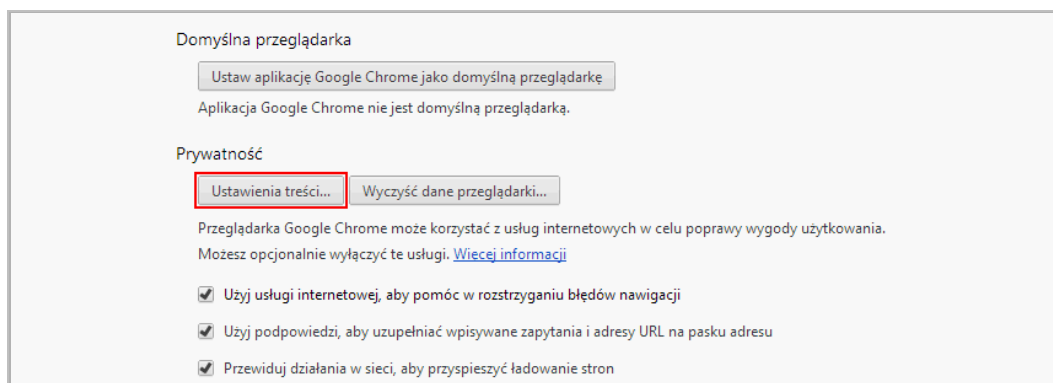 Domyślna przeglądarka
Ustaw aplikację Google Chrome jako domyślną przeglądarkę
Aplikacja Google Chrome nie jest domyślną przeglądarką.
Prywatność
Ustawienia treści... Wyczyść dane przeglądarki...
Przeglądarka Google Chrome może korzystać z usług internetowych w celu poprawy wygody użytkowania.
Możesz opcjonalnie wyłączyć te usługi. Więcej informacji
Użyj usługi internetowej, aby pomóc w rozstrzyganiu błędów nawigacji
Użyj podpowiedzi, aby uzupełniać wpisywane zapytania i adresy URL na pasku adresu
Przewiduj działania w sieci, aby przyspieszyć ładowanie stron